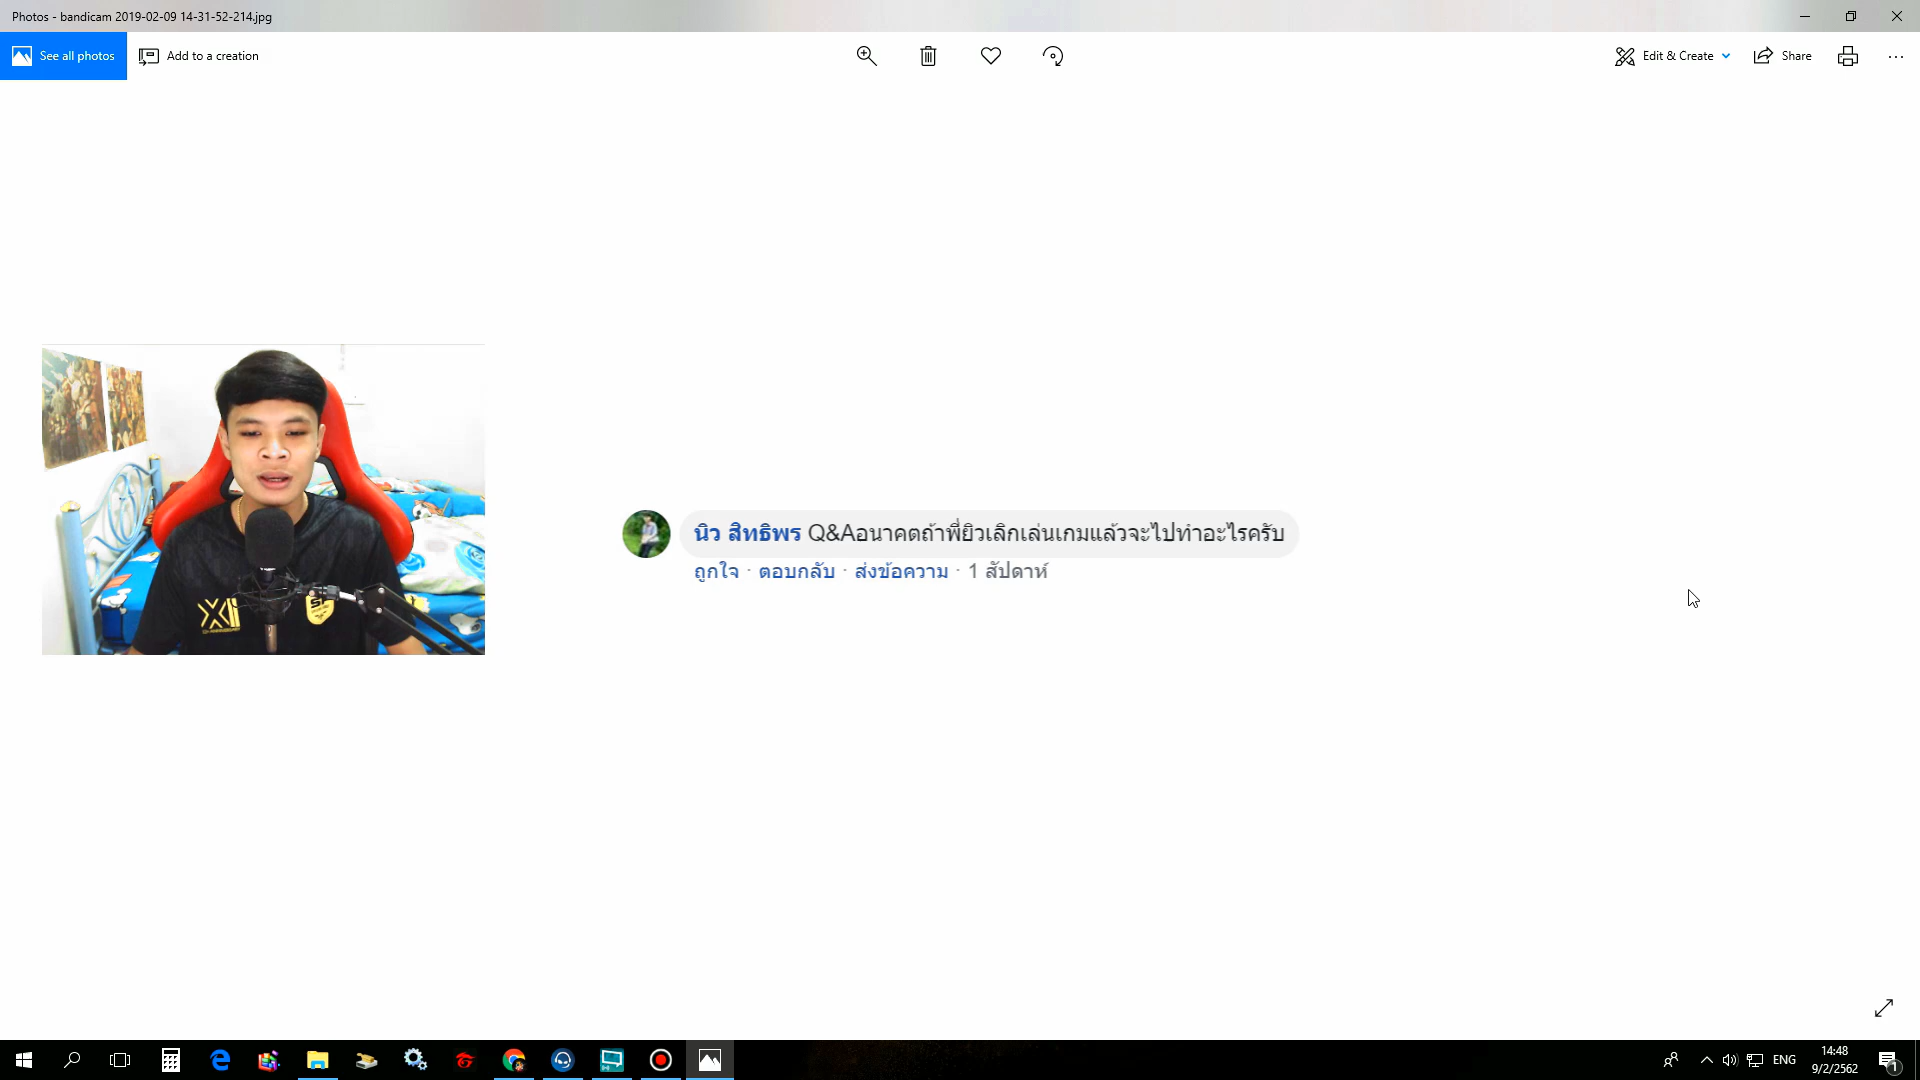 Photos - bandicam 2019-02-09 14-31-52-214.jpg
See all photos
Add to a creation
Edit & Create
Share
นิว สิทธิพร Q&Aอนาคตถ้าพี่ยิวเลิกเล่นเกมแล้วจะไปทำอะไรครับ
ถูกใจ · ตอบกลับ · ส่งข้อความ · 1 สัปดาห์
XII
SF
ENG
14:48
9/2/2562
1